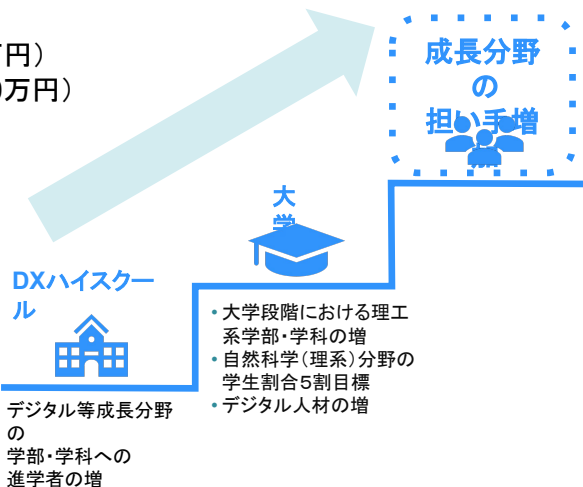 円）
万円）
成長分野
の
担い手増
大
学
DXハイスクー
ル
・大学段階における理工
系学部・学科の増
・自然科学（理系）分野の
学生割合５割目標
・デジタル人材の増
デジタル等成長分野
の
学部・学科への
進学者の増